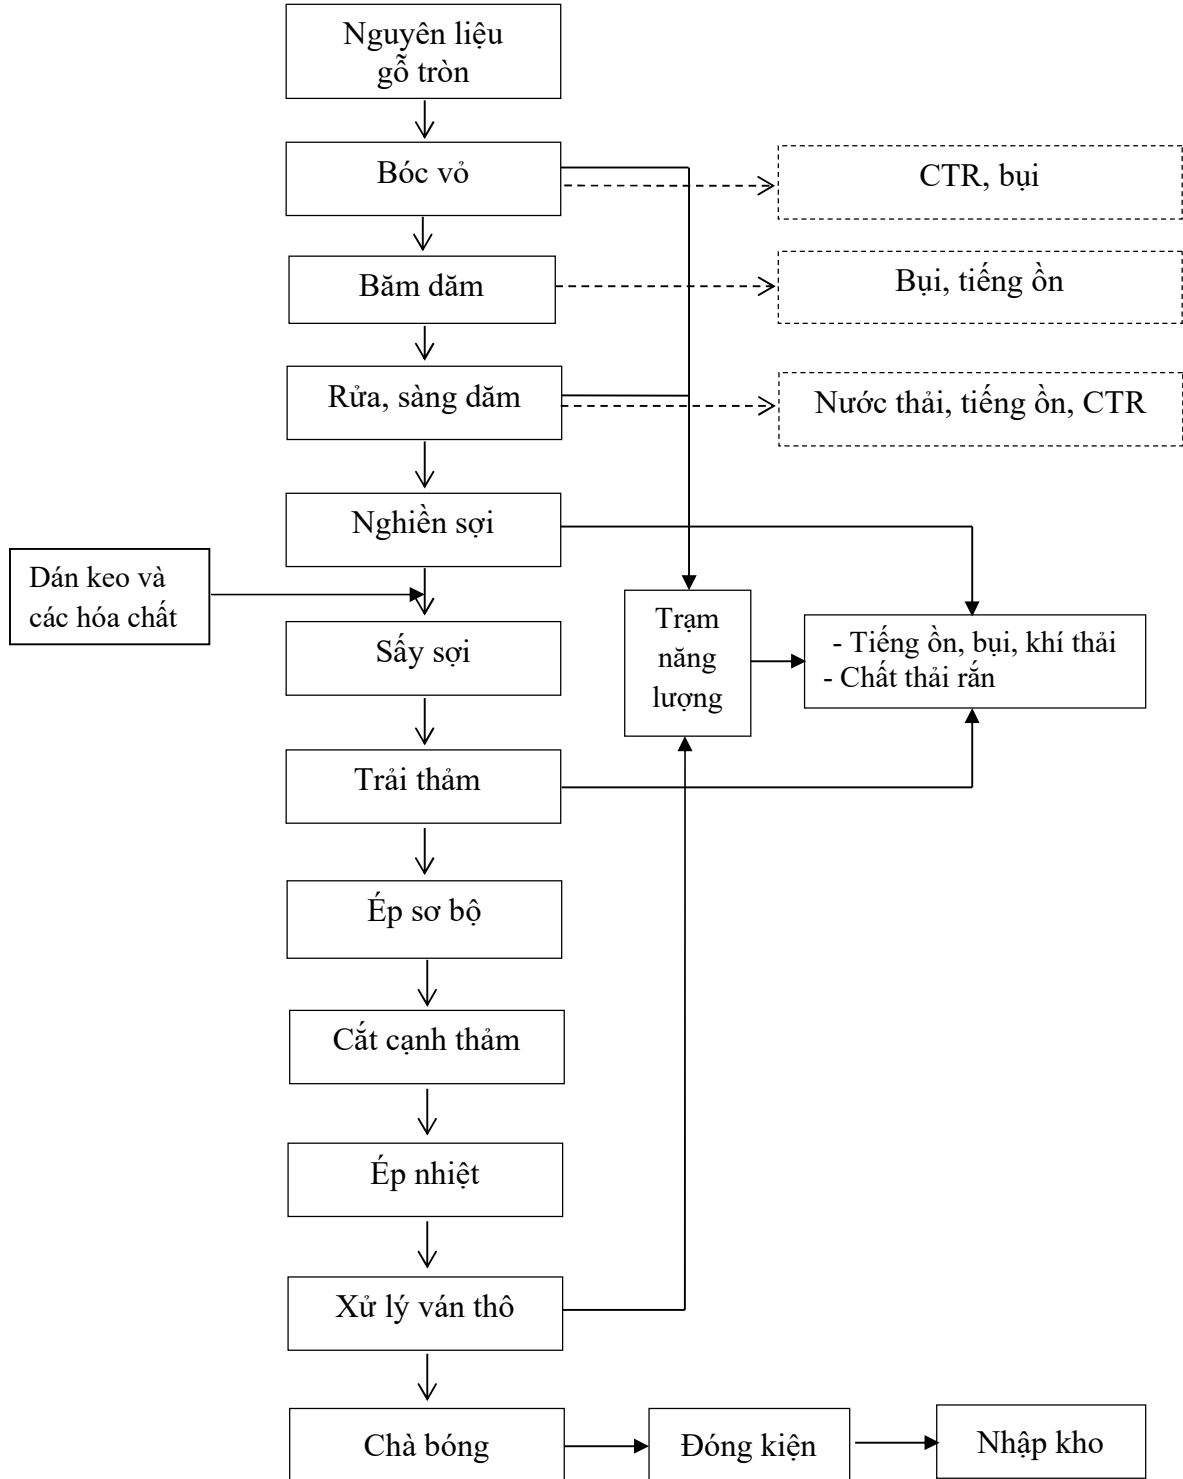 Nguyên liệu
gỗ tròn
Bóc vỏ
CTR, bụi
Băm dăm
Bụi, tiếng ồn
Rửa, sàng dăm
Nước thải, tiếng ồn, CTR
Nghiền sợi
Dán keo và
các hóa chất
Sấy sợi
Trạm
năng
lượng
- Tiếng ồn, bụi, khí thải
- Chất thải rắn
Trải thảm
Ép sơ bộ
Cắt cạnh thảm
Ép nhiệt
Xử lý ván thô
Chà bóng
Đóng kiện
Nhập kho